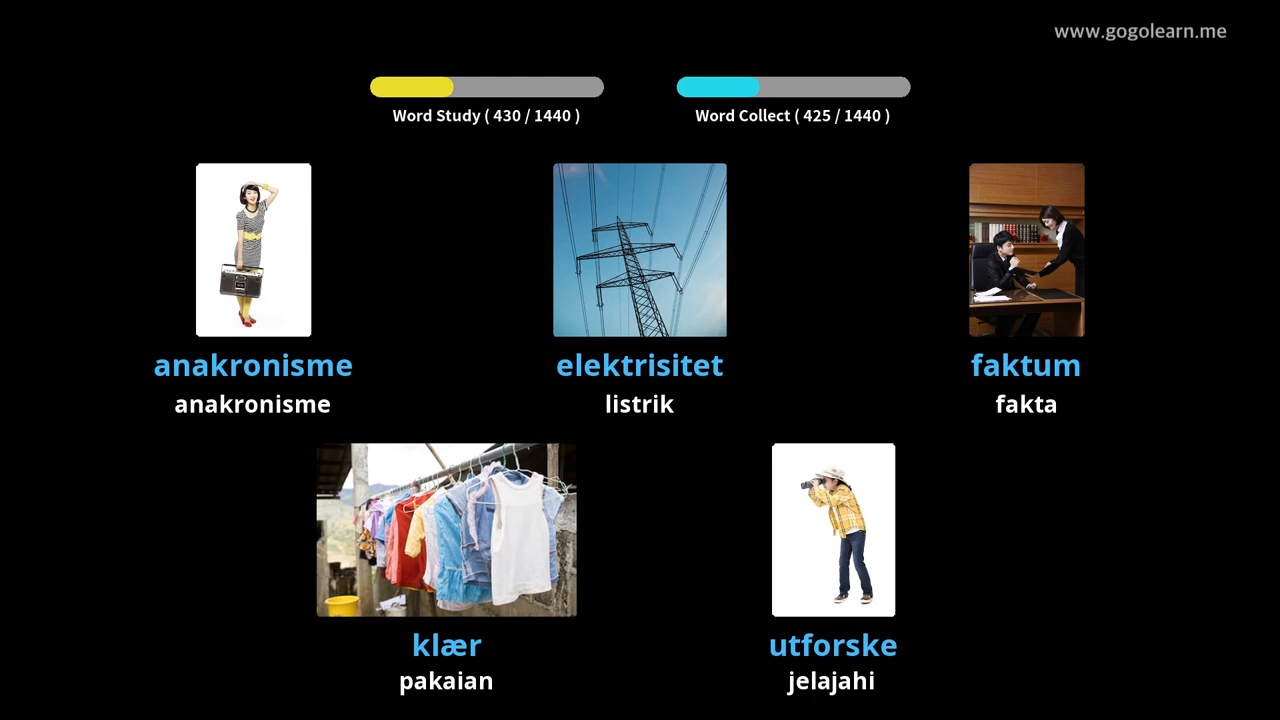 www.gogolearn.me
Word Study ( 430 / 1440 )
Word Collect ( 425 / 1440 )
anakronisme
anakronisme
elektrisitet
listrik
faktum
fakta
klær
pakaian
utforske
jelajahi